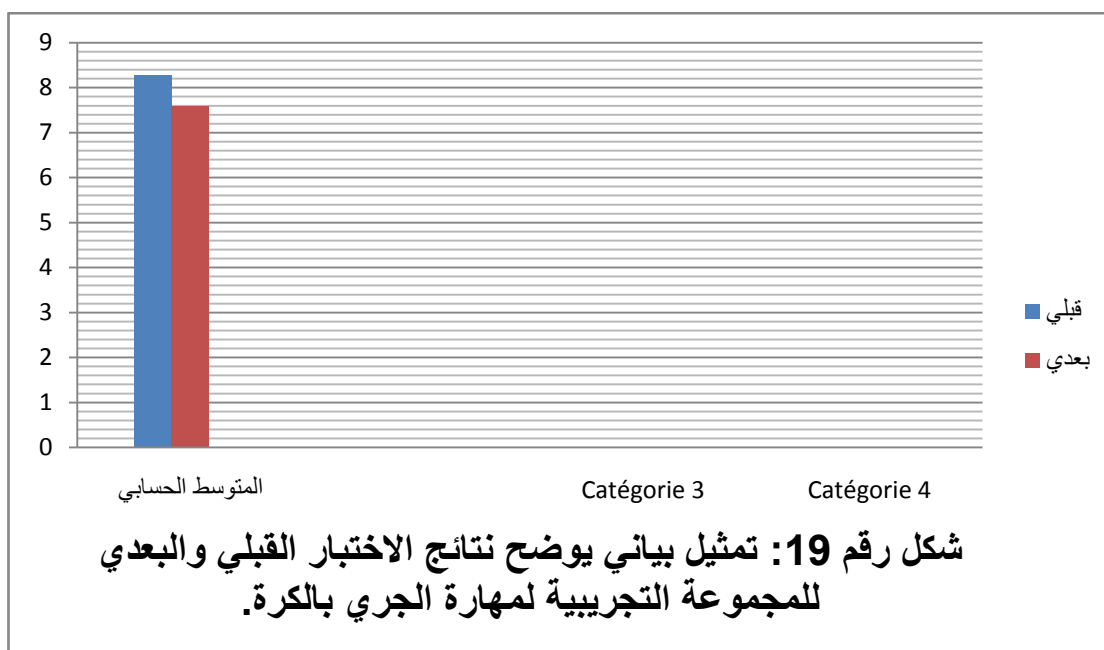 9
8
7
6
5
4
3
2
1
0
المتوسط الحسابي
Catégorie 3
Catégorie 4
قبلي
بعدي
شكل رقم 19: تمثيل بياني يوضح نتائج الاختبار القبلي والبعدي
للمجموعة التجريبية لمهارة الجري بالكرة.